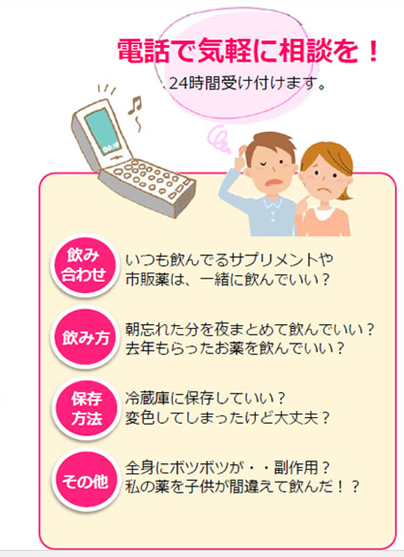 電話で気軽に相談を！
24時間受け付けます。
飲み
合わせ
いつも飲んでるサプリメントや
市販薬は、一緒に飲んでいい？
飲み方
朝忘れた分を夜まとめて飲んでいい？
去年もらったお薬を飲んでいい？
保存
方法
冷蔵庫に保存していい？
変色してしまったけど大丈夫？
その他
全身にボツボツが・・副作用？
私の薬を子供が間違えて飲んだ！？